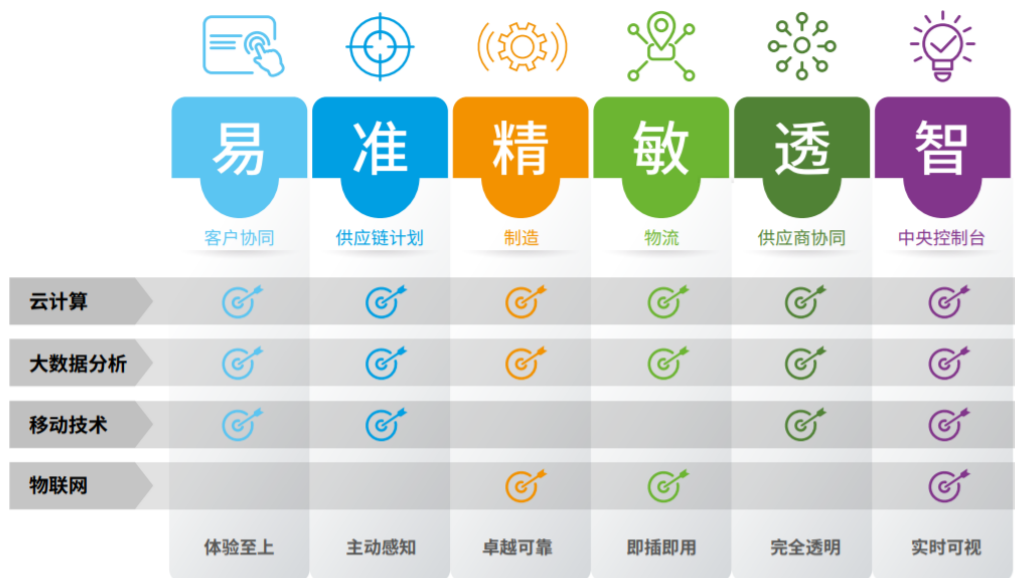 易 准 精 敏 透 智
客户协同 供应链计划 制造 物流 供应商协同 中央控制台
云计算
大数据分析
移动技术
物联网
体验至上 主动感知 卓越可靠 即插即用 完全透明 实时可视